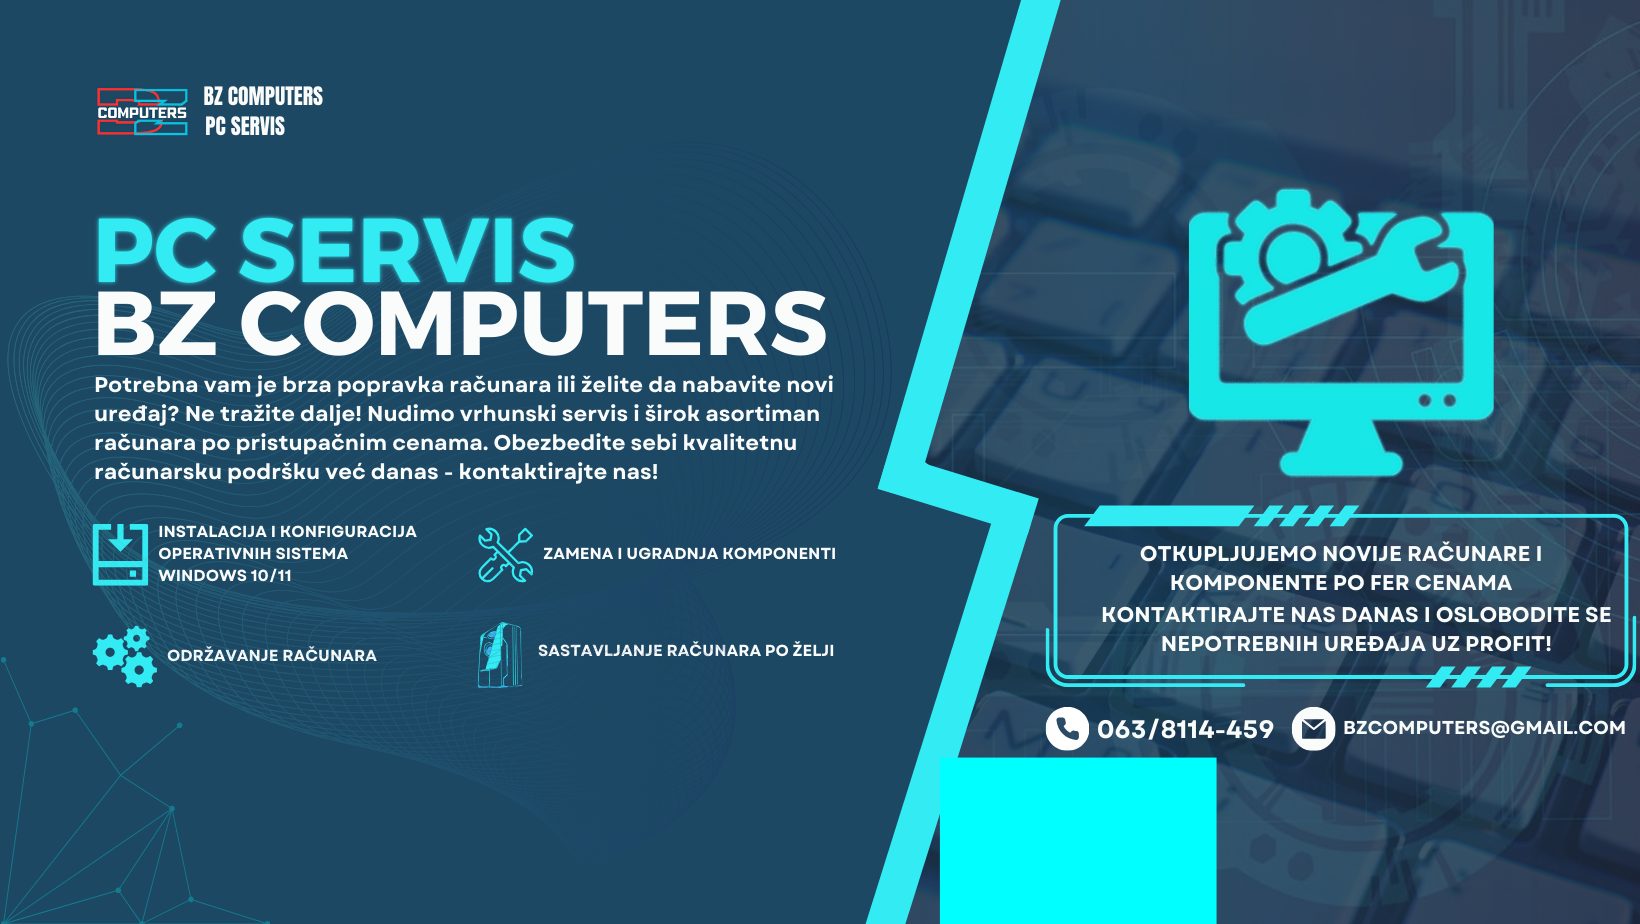 COMPUTERS
BZ COMPUTERS
PC SERVIS
PC SERVIS
BZ COMPUTERS
Potrebna vam je brza popravka računara ili želite da nabavite novi
uređaj? Ne tražite dalje! Nudimo vrhunski servis i širok asortiman
računara po pristupačnim cenama. Obezbedite sebi kvalitetnu
računarsku podršku već danas - kontaktirajte nas!
INSTALACIJA I KONFIGURACIJA
OPERATIVNIH SISTEMA
WINDOWS 10/11
ZAMENA I UGRADNJA KOMPONENTI
ODRŽAVANJE RAČUNARA
SASTAVLJANJE RAČUNARA PO ŽELJI
OTKUPLJUJEMO NOVIJE RAČUNARE I
KOMPONENTE PO FER CENAMA
KONTAKTIRAJTE NAS DANAS I OSLOBODITE SE
NEPOTREBNIH UREĐAJA UZ PROFIT!
063/8114-459
BZCOMPUTERS@GMAIL.COM